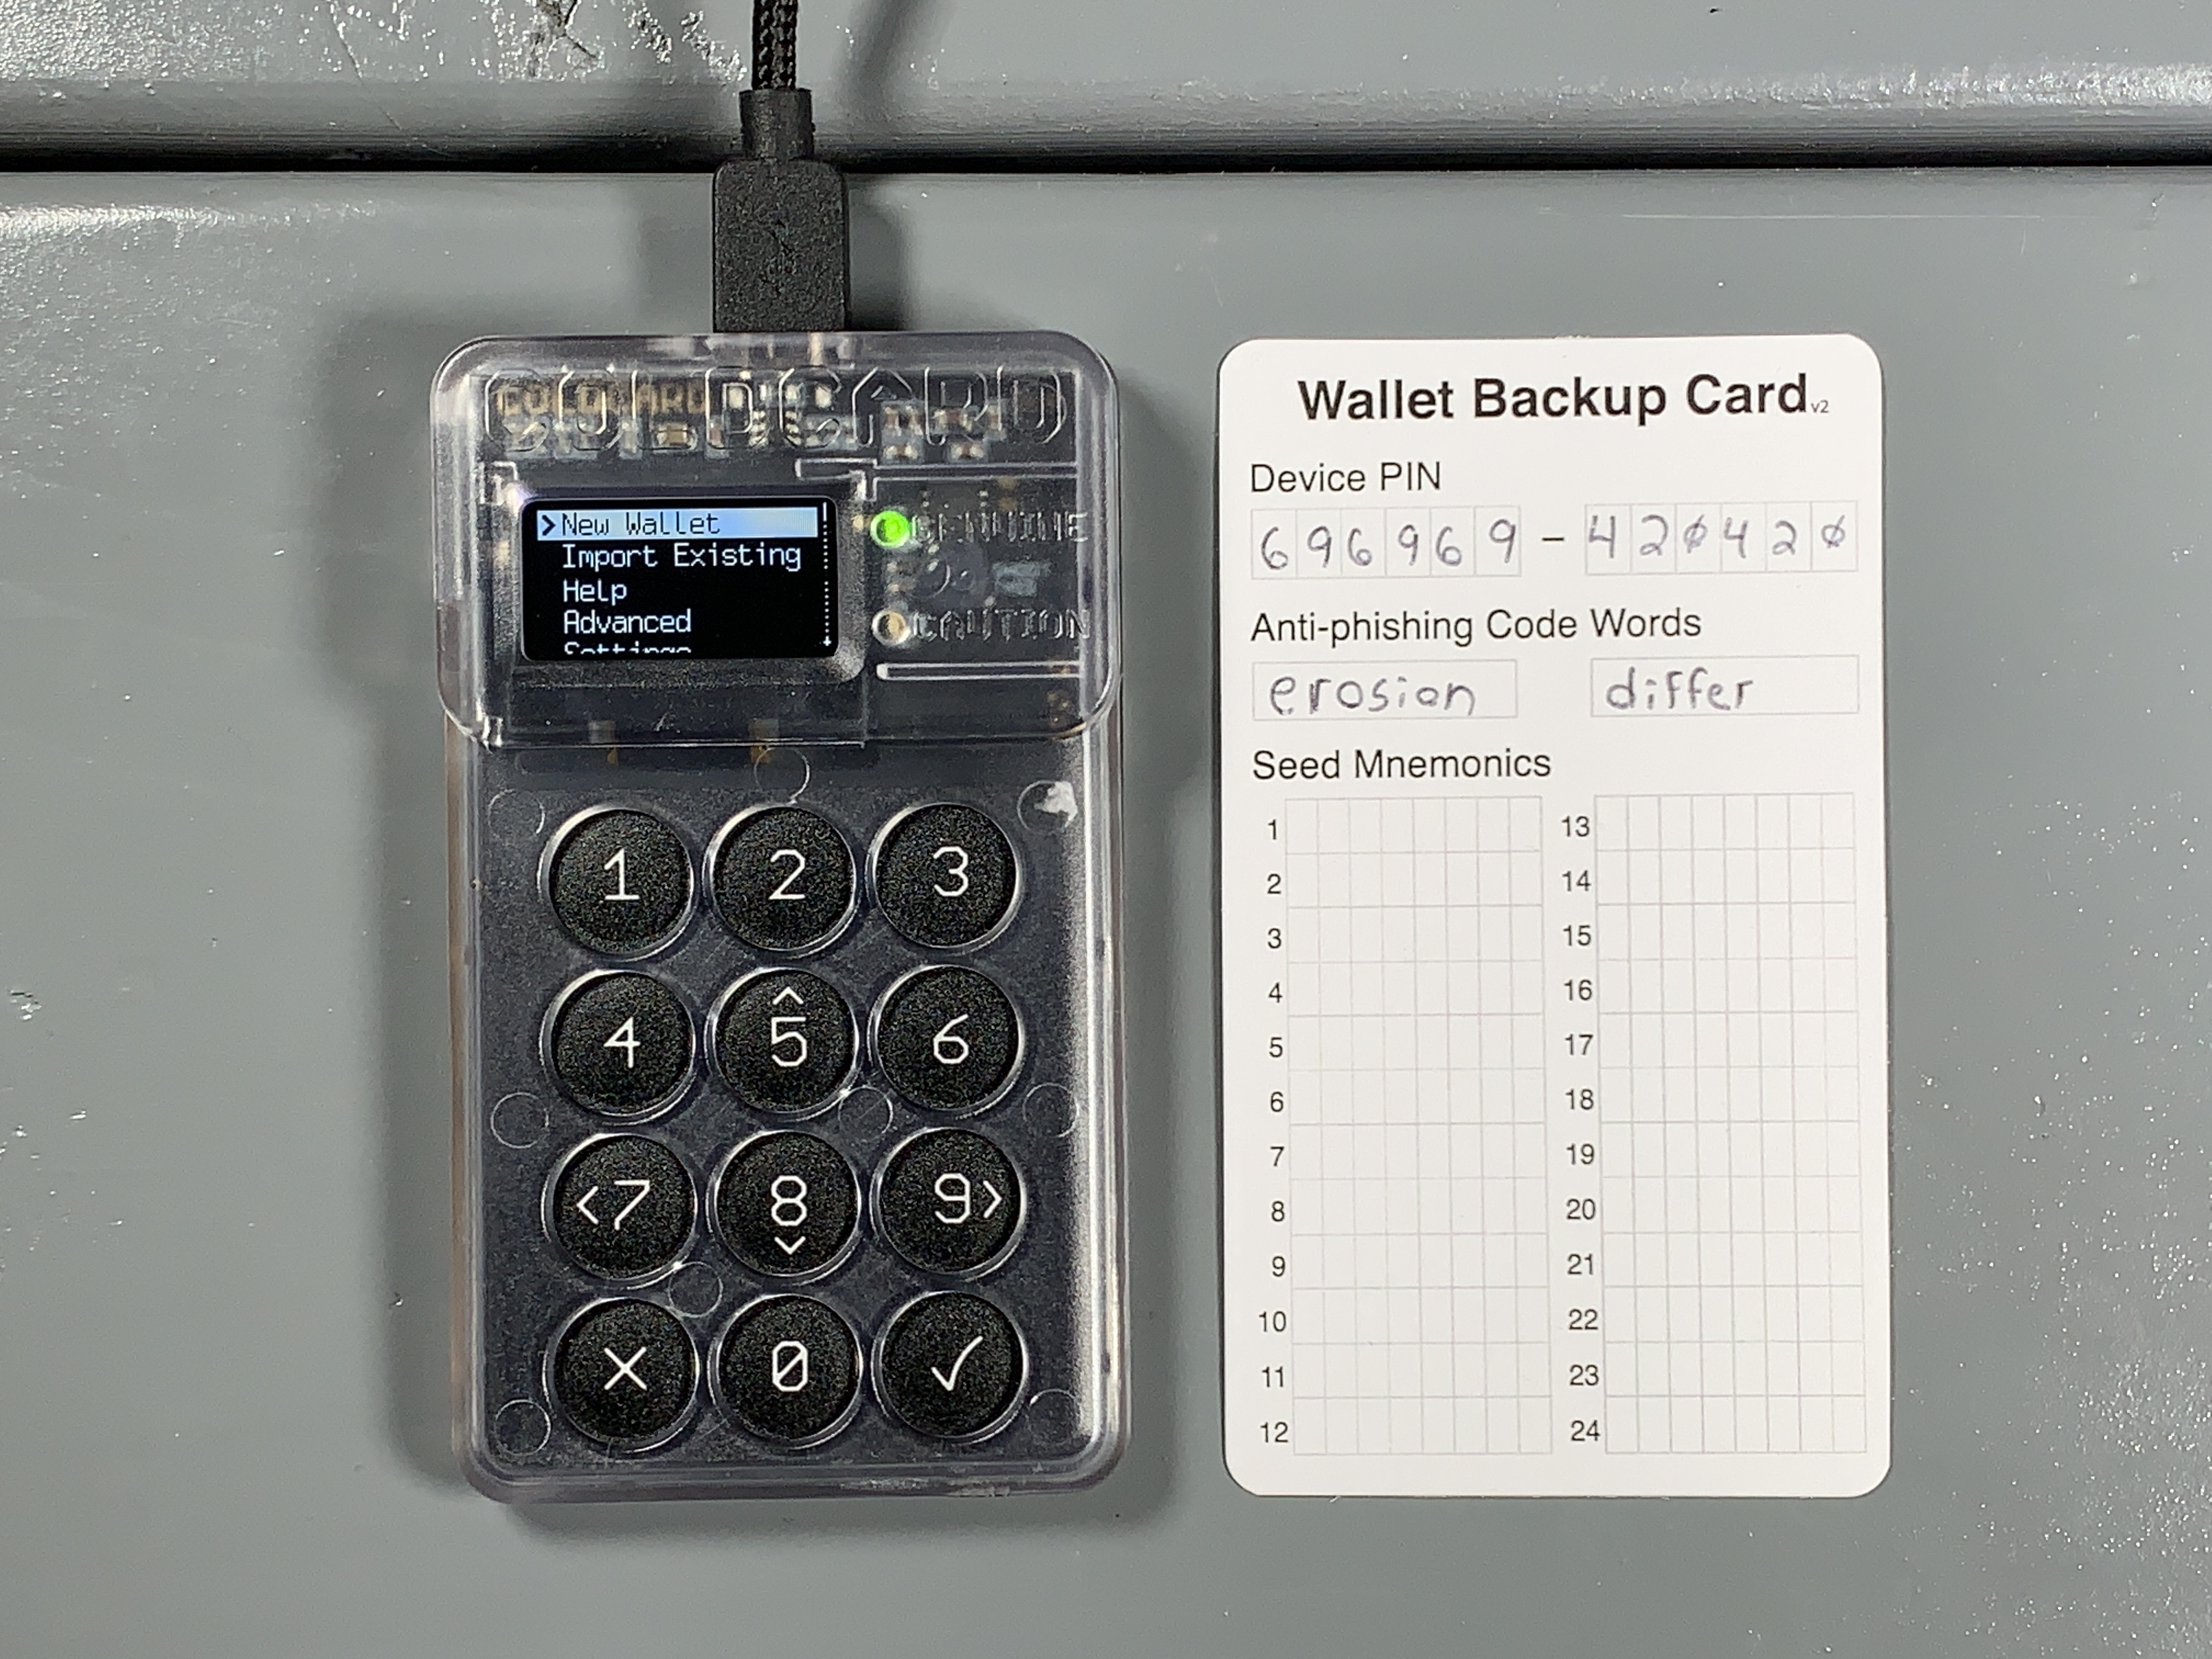 COLDCARD
>New Wallet
Import Existing
Help
Advanced
Settings
GENUINE
CAUTION
1 2 3
4 ^5 6
<7 8⌄ 9>
X 0 ✓
Wallet Backup Card v2
Device PIN
696969 - 420420
Anti-phishing Code Words
erosion differ
Seed Mnemonics
1 13
2 14
3 15
4 16
5 17
6 18
7 19
8 20
9 21
10 22
11 23
12 24